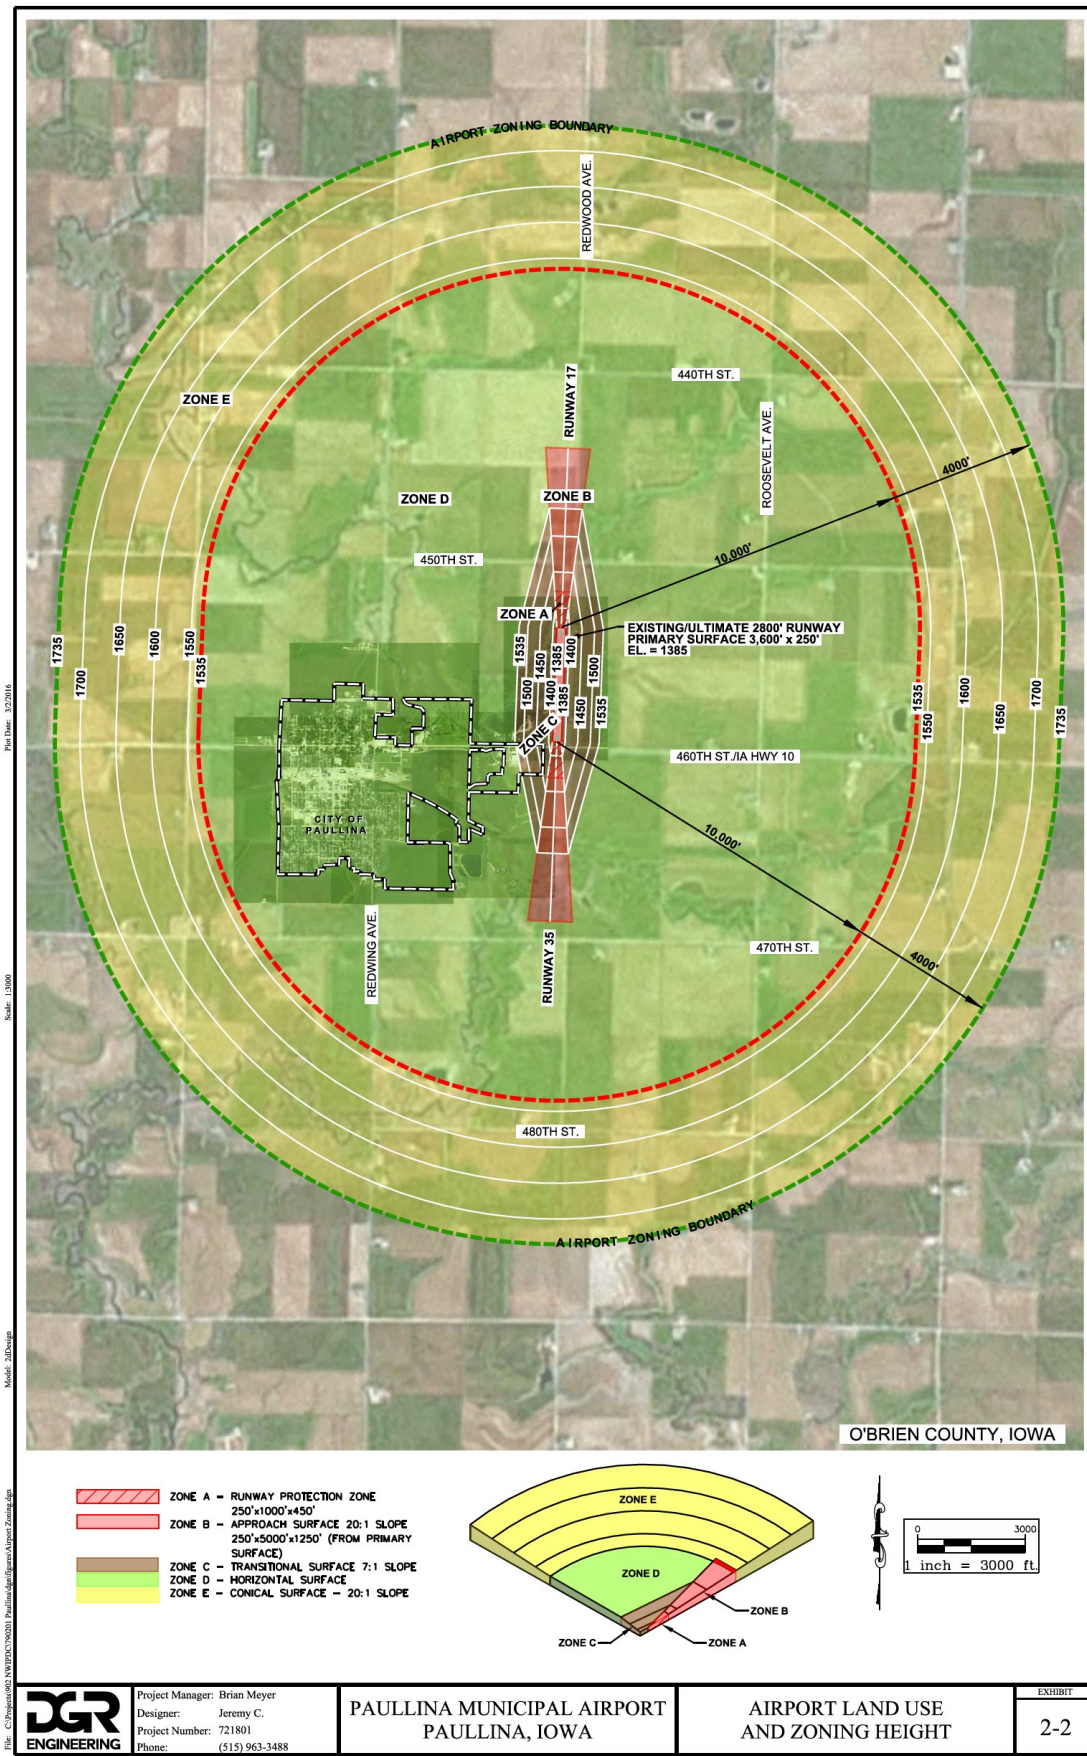 AIRPORT ZONING BOUNDARY
REDWOOD AVE.
440TH ST.
RUNWAY 17
ZONE E
ROOSEVELT AVE.
4000'
ZONE D
ZONE B
10,000'
450TH ST.
ZONE A
EXISTING/ULTIMATE 2800' RUNWAY
PRIMARY SURFACE 3,600' x 250'
EL. = 1385
1735
1700
1650
1600
1550
1535
1535
1500
1450
1400
1385
1385
1400
1450
1500
1535
1535
1550
1600
1650
1700
1735
ZONE C
460TH ST./IA HWY 10
CITY OF
PAULLINA
10,000'
REDWING AVE.
RUNWAY 35
470TH ST.
4000'
480TH ST.
AIRPORT ZONING BOUNDARY
O'BRIEN COUNTY, IOWA
ZONE A - RUNWAY PROTECTION ZONE
250'x1000'x450'
ZONE B - APPROACH SURFACE 20:1 SLOPE
250'x5000'x1250' (FROM PRIMARY
SURFACE)
ZONE C - TRANSITIONAL SURFACE 7:1 SLOPE
ZONE D - HORIZONTAL SURFACE
ZONE E - CONICAL SURFACE - 20:1 SLOPE
ZONE E
ZONE D
ZONE B
ZONE C
ZONE A
0 3000
1 inch = 3000 ft.
Plot Date: 3/2/2016
Scale: 1:3000
Model: 2dDesign
DGR
ENGINEERING
Project Manager: Brian Meyer
Designer: Jeremy C.
Project Number: 721801
Phone: (515) 963-3488
PAULLINA MUNICIPAL AIRPORT
PAULLINA, IOWA
AIRPORT LAND USE
AND ZONING HEIGHT
EXHIBIT
2-2